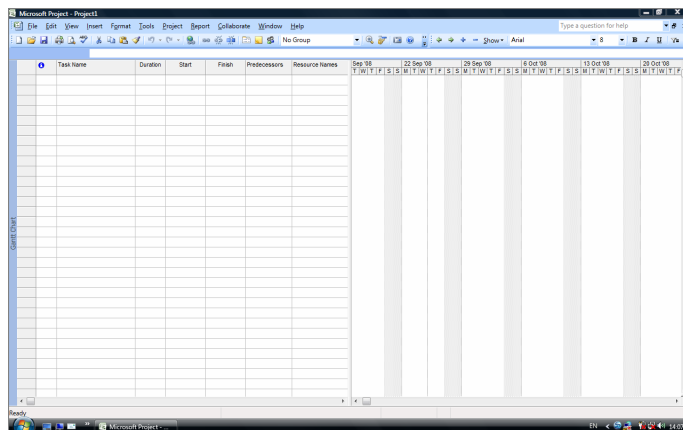 Microsoft Project - Project1
File Edit View Insert Format Tools Project Report Collaborate Window Help Type a question for help
No Group Show Arial 8 B I U
Task Name Duration Start Finish Predecessors Resource Names Sep '08 22 Sep '08 29 Sep '08 6 Oct '08 13 Oct '08 20 Oct '08
T W T F S S M T W T F S S M T W T F S S M T W T F S S M T W T F S S M T W T F
Gantt Chart
Ready
Microsoft Project - ... EN 14:07